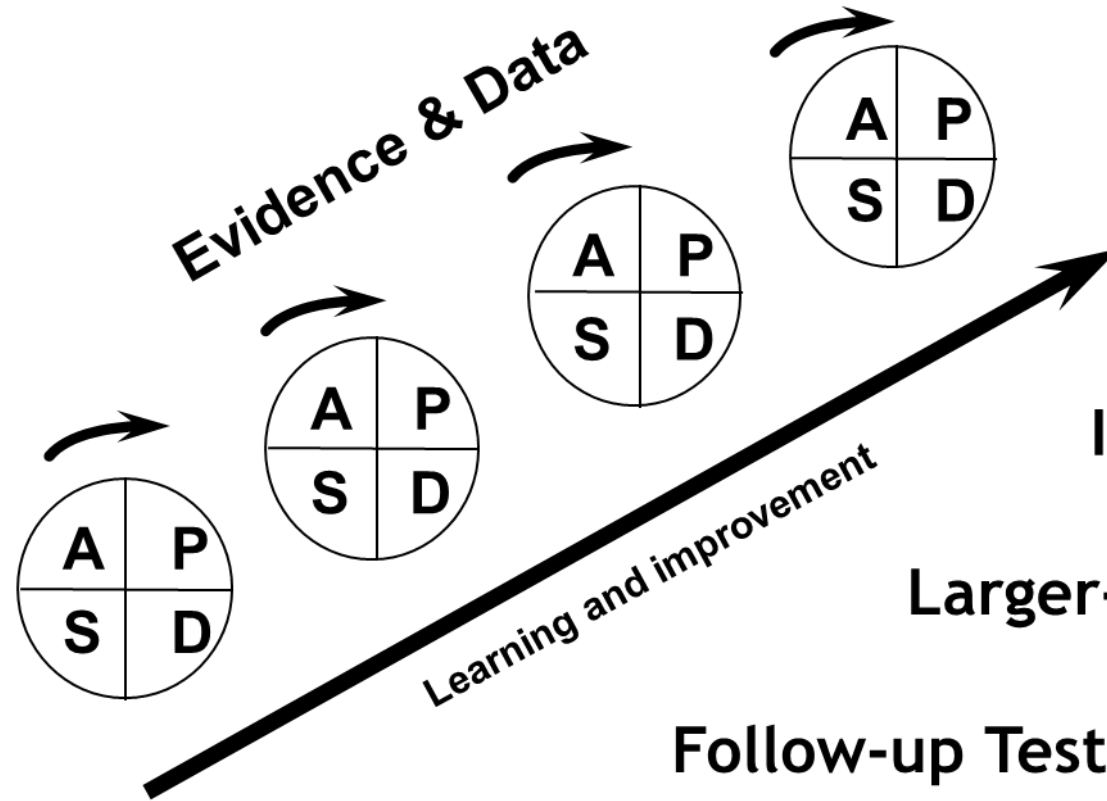 Evidence & Data
A P
S D
A P
S D
A P
S D
A P
S D
Learning and improvement
Larger-
Follow-up Test